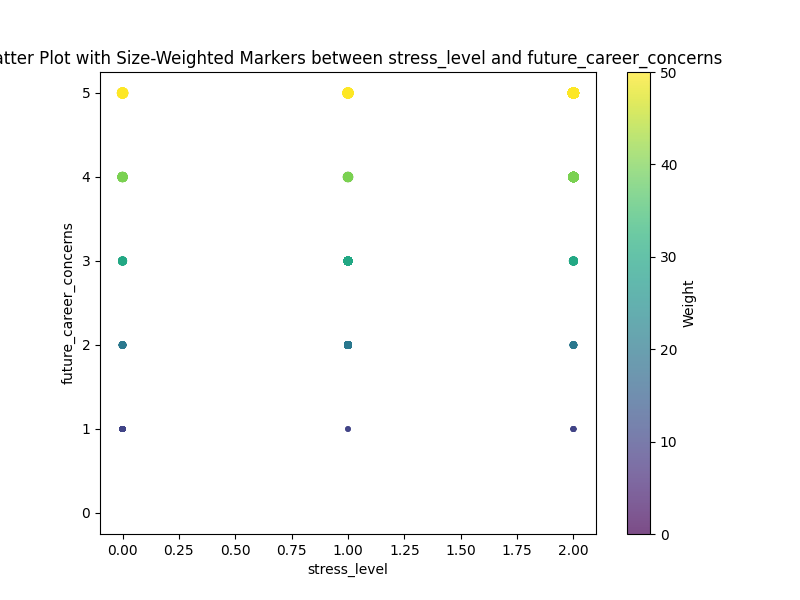 tter Plot with Size-Weighted Markers between stress_level and future_career_concerns
5
4
3
2
1
0
future_career_concerns
0.00 0.25 0.50 0.75 1.00 1.25 1.50 1.75 2.00
stress_level
50
40
30
20
10
0
Weight